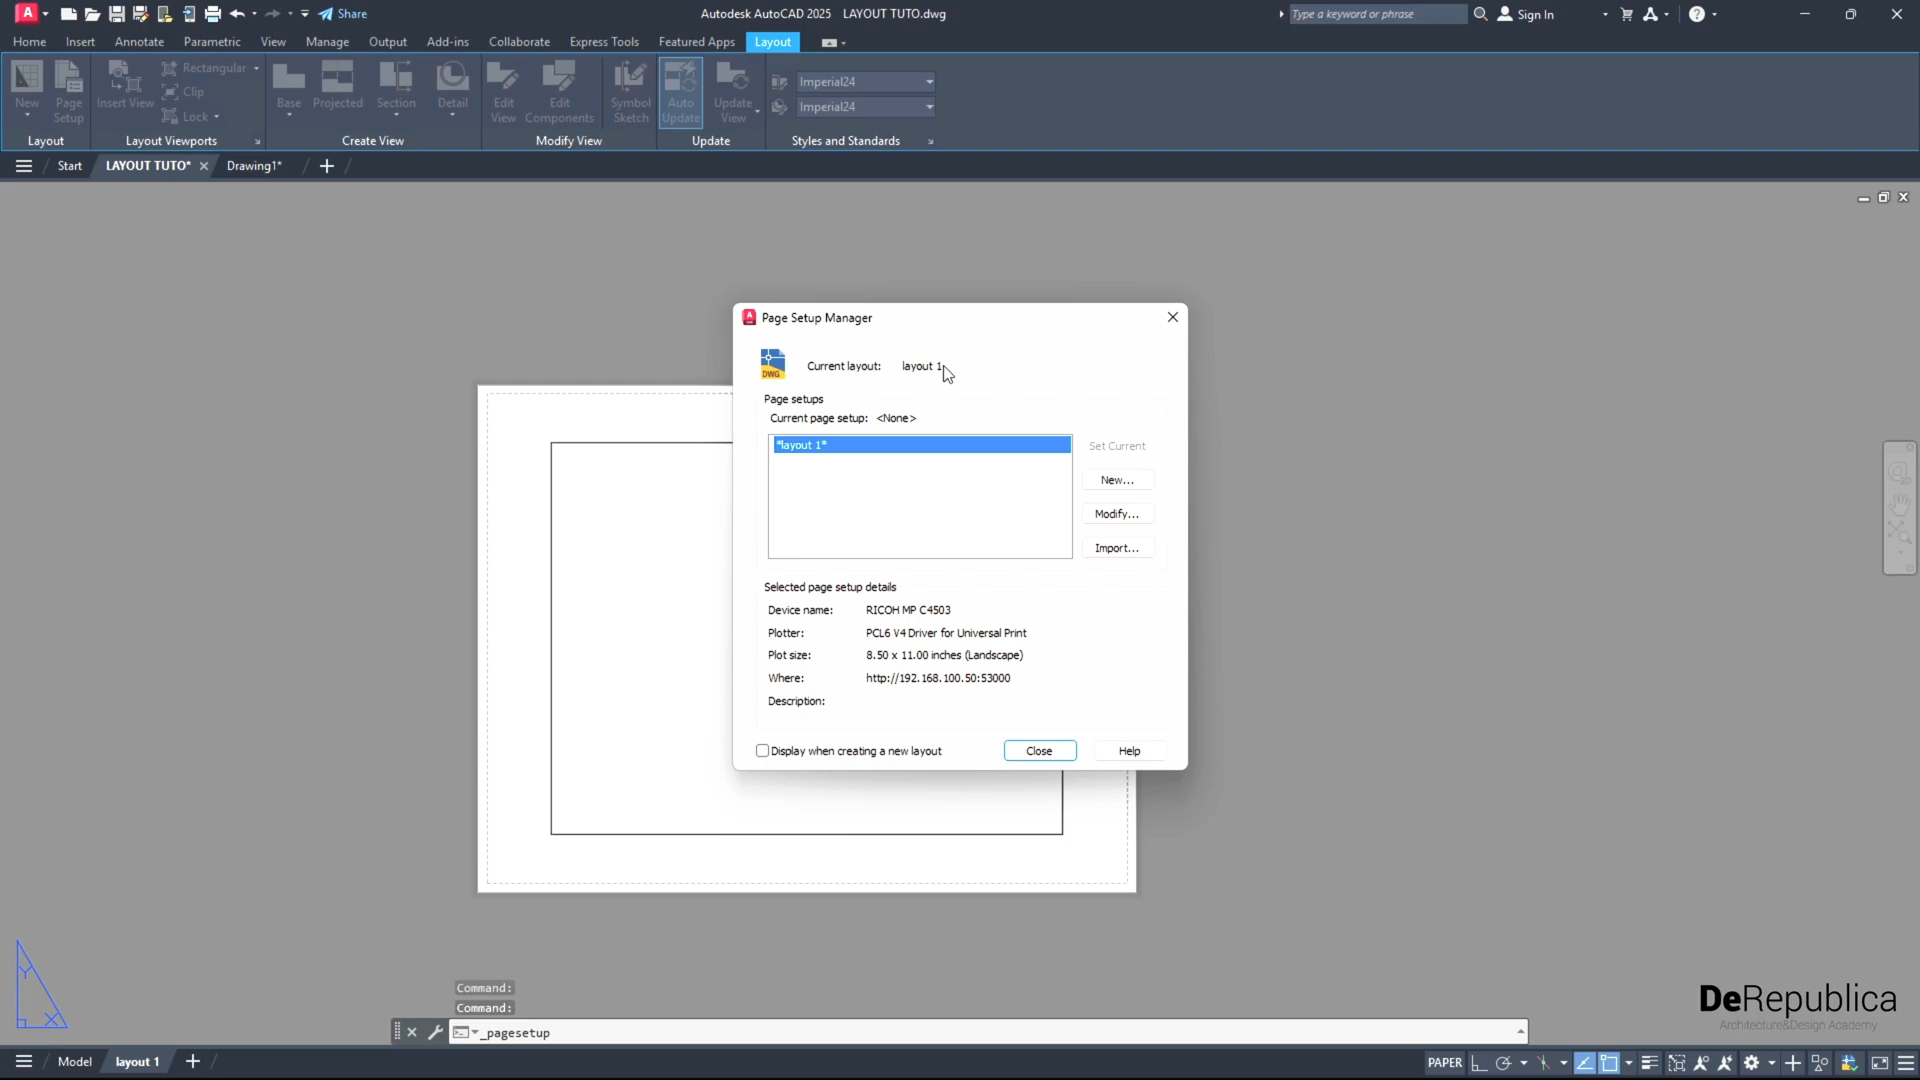 A Share Autodesk AutoCAD 2025 LAYOUT TUTO.dwg Type a keyword or phrase Sign In
Home Insert Annotate Parametric View Manage Output Add-ins Collaborate Express Tools Featured Apps Layout
New Page Setup Insert View Rectangular Clip Lock Base Projected Section Detail Edit View Edit Components Symbol Sketch Auto Update Update View Imperial24 Imperial24
Layout Layout Viewports Create View Modify View Update Styles and Standards
Start LAYOUT TUTO* Drawing1*
Page Setup Manager
DWG
Current layout: layout 1
Page setups
Current page setup: <None>
*layout 1*
Set Current
New...
Modify...
Import...
Selected page setup details
Device name: RICOH MP C4503
Plotter: PCL6 V4 Driver for Universal Print
Plot size: 8.50 x 11.00 inches (Landscape)
Where: http://192.168.100.50:53000
Description:
Display when creating a new layout Close Help
Y
X
Command:
Command:
_pagesetup
DeRepublica
Architecture&Design Academy
Model layout 1 PAPER